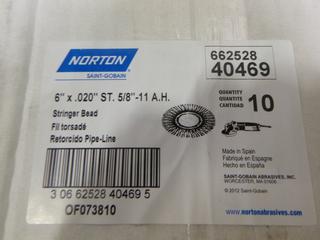 NORTON
SAINT-GOBAIN
662528
40469
6" x .020" ST. 5/8"-11 A.H.
Stringer Bead
Fil torsadé
Retorcido Pipe-Line
QUANTITY
QUANTITÉ
CANTIDAD
10
Made in Spain
Fabriqué en Espagne
Hecho en España
3 06 62528 40469 5
OF073810
SAINT-GOBAIN ABRASIVES, INC.
WORCESTER, MA 01606
© 2012 Saint-Gobain
www.nortonabrasives.com